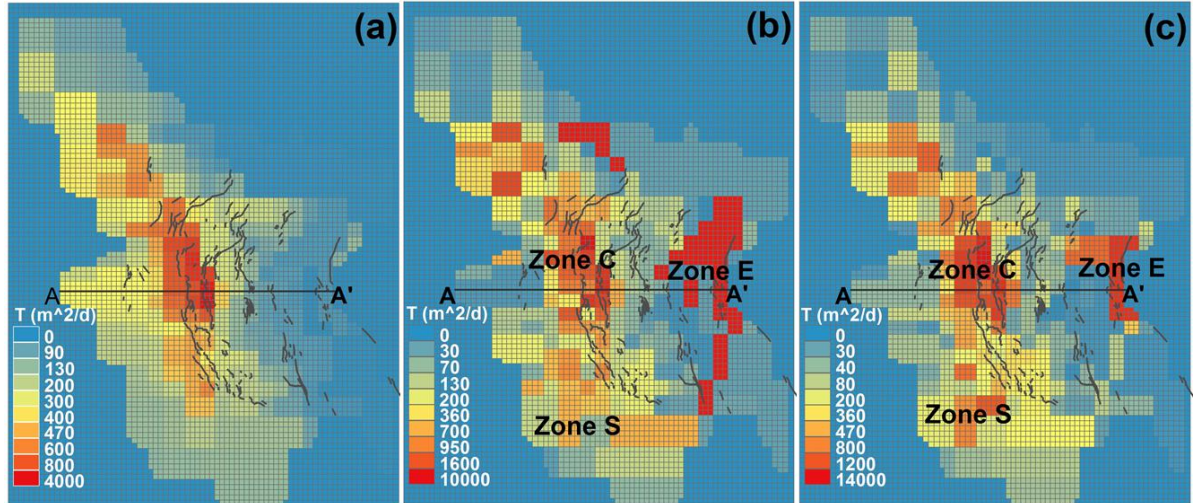 (a)
A
A'
T (m^2/d)
0
90
130
200
300
400
470
600
800
4000
(b)
Zone C
Zone E
A
A'
T (m^2/d)
0
30
70
130
200
360
700
950
1600
10000
Zone S
(c)
Zone C
Zone E
A
A'
T (m^2/d)
0
30
40
80
200
360
470
800
1200
14000
Zone S